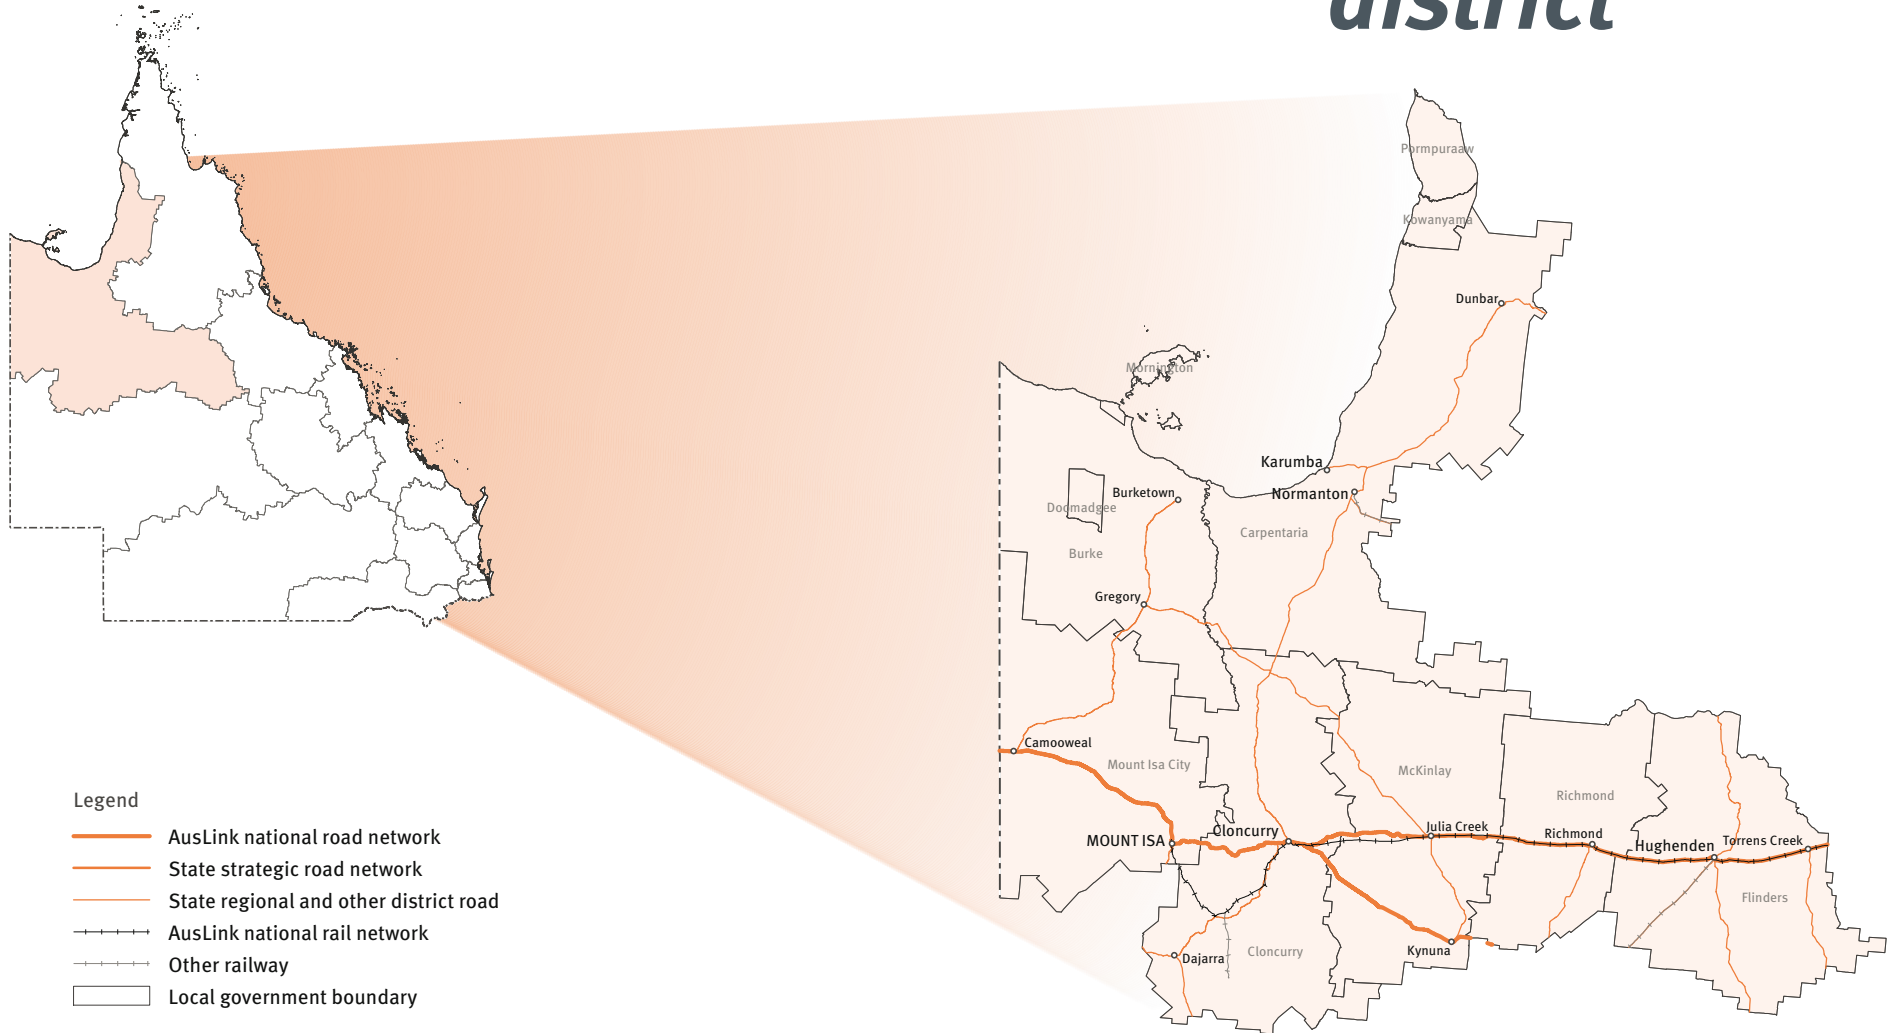 district
Pormpuraaw
Kowanyama
Dunbar
Mornington
Karumba
Burketown
Normanton
Doomadgee
Carpentaria
Burke
Gregory
Camooweal
Mount Isa City
McKinlay
Richmond
Cloncurry
Julia Creek
Richmond
MOUNT ISA
Hughenden
Torrens Creek
Flinders
Kynuna
Cloncurry
Dajarra
Legend
AusLink national road network
State strategic road network
State regional and other district road
AusLink national rail network
Other railway
Local government boundary